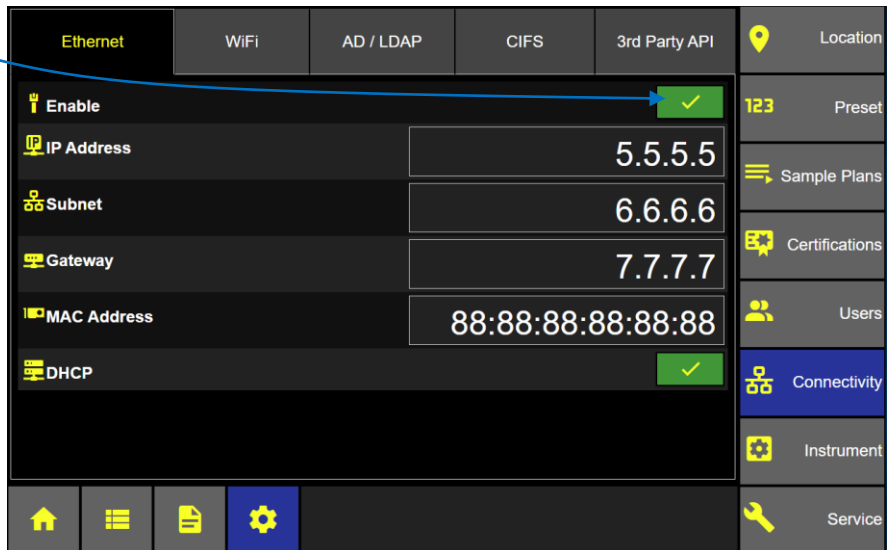 Ethernet WiFi AD / LDAP CIFS 3rd Party API
Enable
IP Address 5.5.5.5
Subnet 6.6.6.6
Gateway 7.7.7.7
MAC Address 88:88:88:88:88:88
DHCP
Location
123 Preset
Sample Plans
Certifications
Users
Connectivity
Instrument
Service